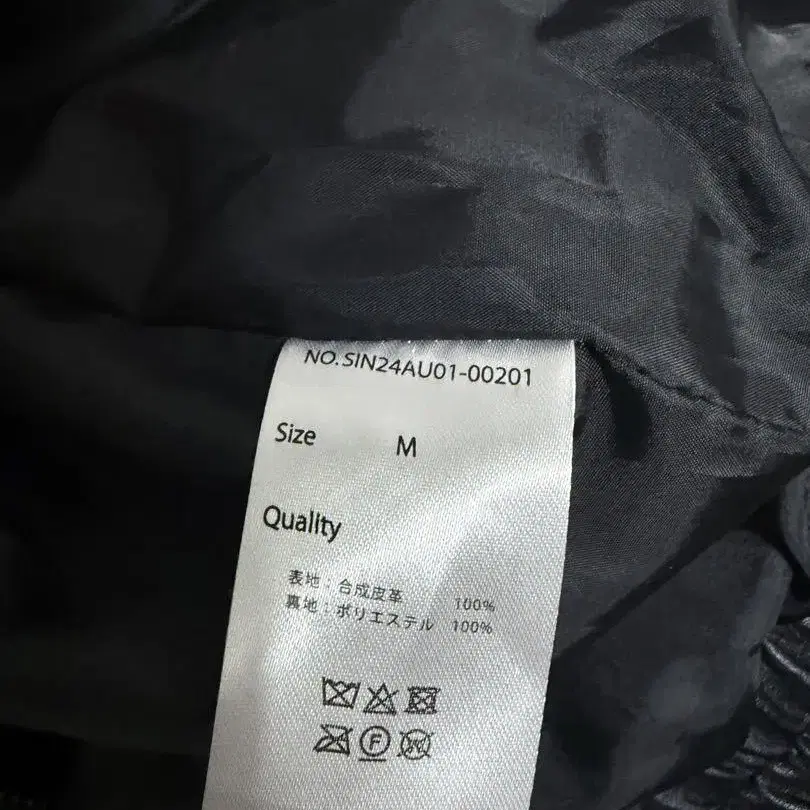 NO.SIN24AU01-00201
Size M
Quality
表地：合成皮革 100%
裏地：ポリエステル 100%
F
W